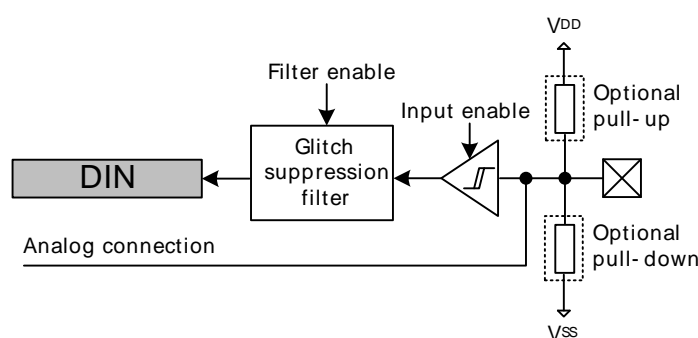 VDD
Filter enable
Input enable
Optional
pull-up
Glitch
suppression
filter
DIN
Analog connection
Optional
pull-down
VSS